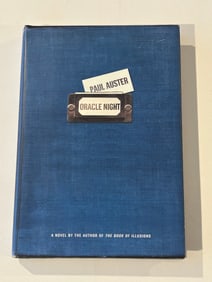 PAUL AUSTER
ORACLE NIGHT
A NOVEL BY THE AUTHOR OF THE BOOK OF ILLUSIONS